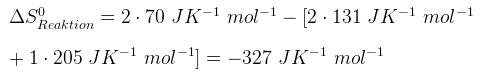 ΔS⁰_Reaktion = 2 · 70 JK⁻¹ mol⁻¹ − [2 · 131 JK⁻¹ mol⁻¹
+ 1 · 205 JK⁻¹ mol⁻¹] = −327 JK⁻¹ mol⁻¹